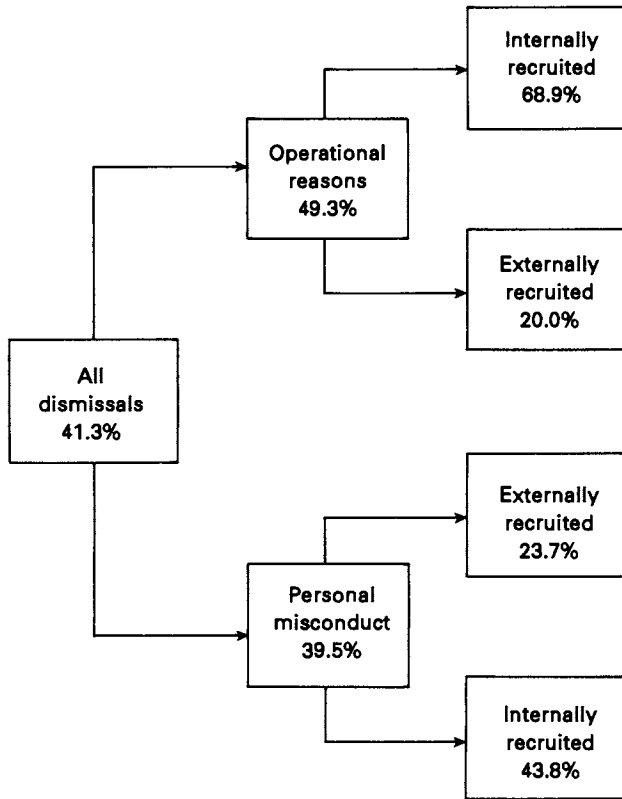 Internally
recruited
68.9%
Operational
reasons
49.3%
Externally
recruited
20.0%
All
dismissals
41.3%
Externally
recruited
23.7%
Personal
misconduct
39.5%
Internally
recruited
43.8%